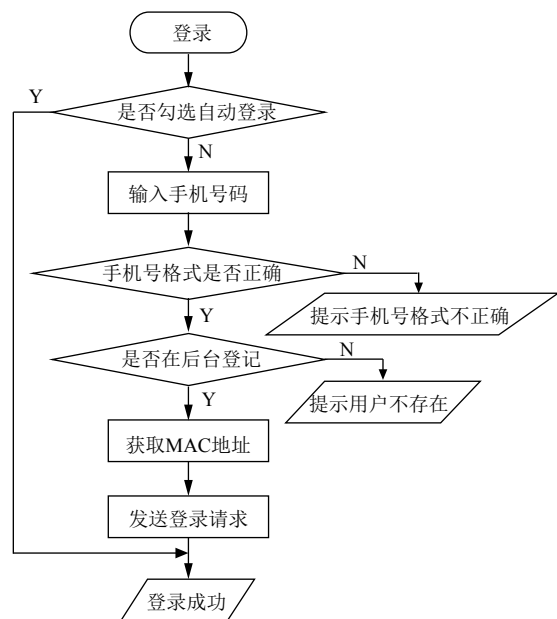 登录
Y
是否勾选自动登录
N
输入手机号码
手机号格式是否正确
N
提示手机号格式不正确
Y
是否在后台登记
N
提示用户不存在
Y
获取MAC地址
发送登录请求
登录成功